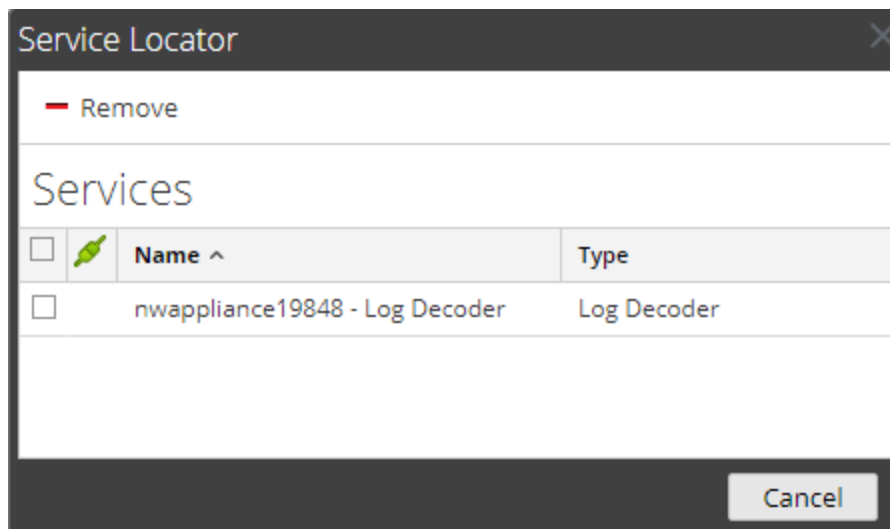 Service Locator
Remove
Services
Name Type
nwappliance19848 - Log Decoder Log Decoder
Cancel